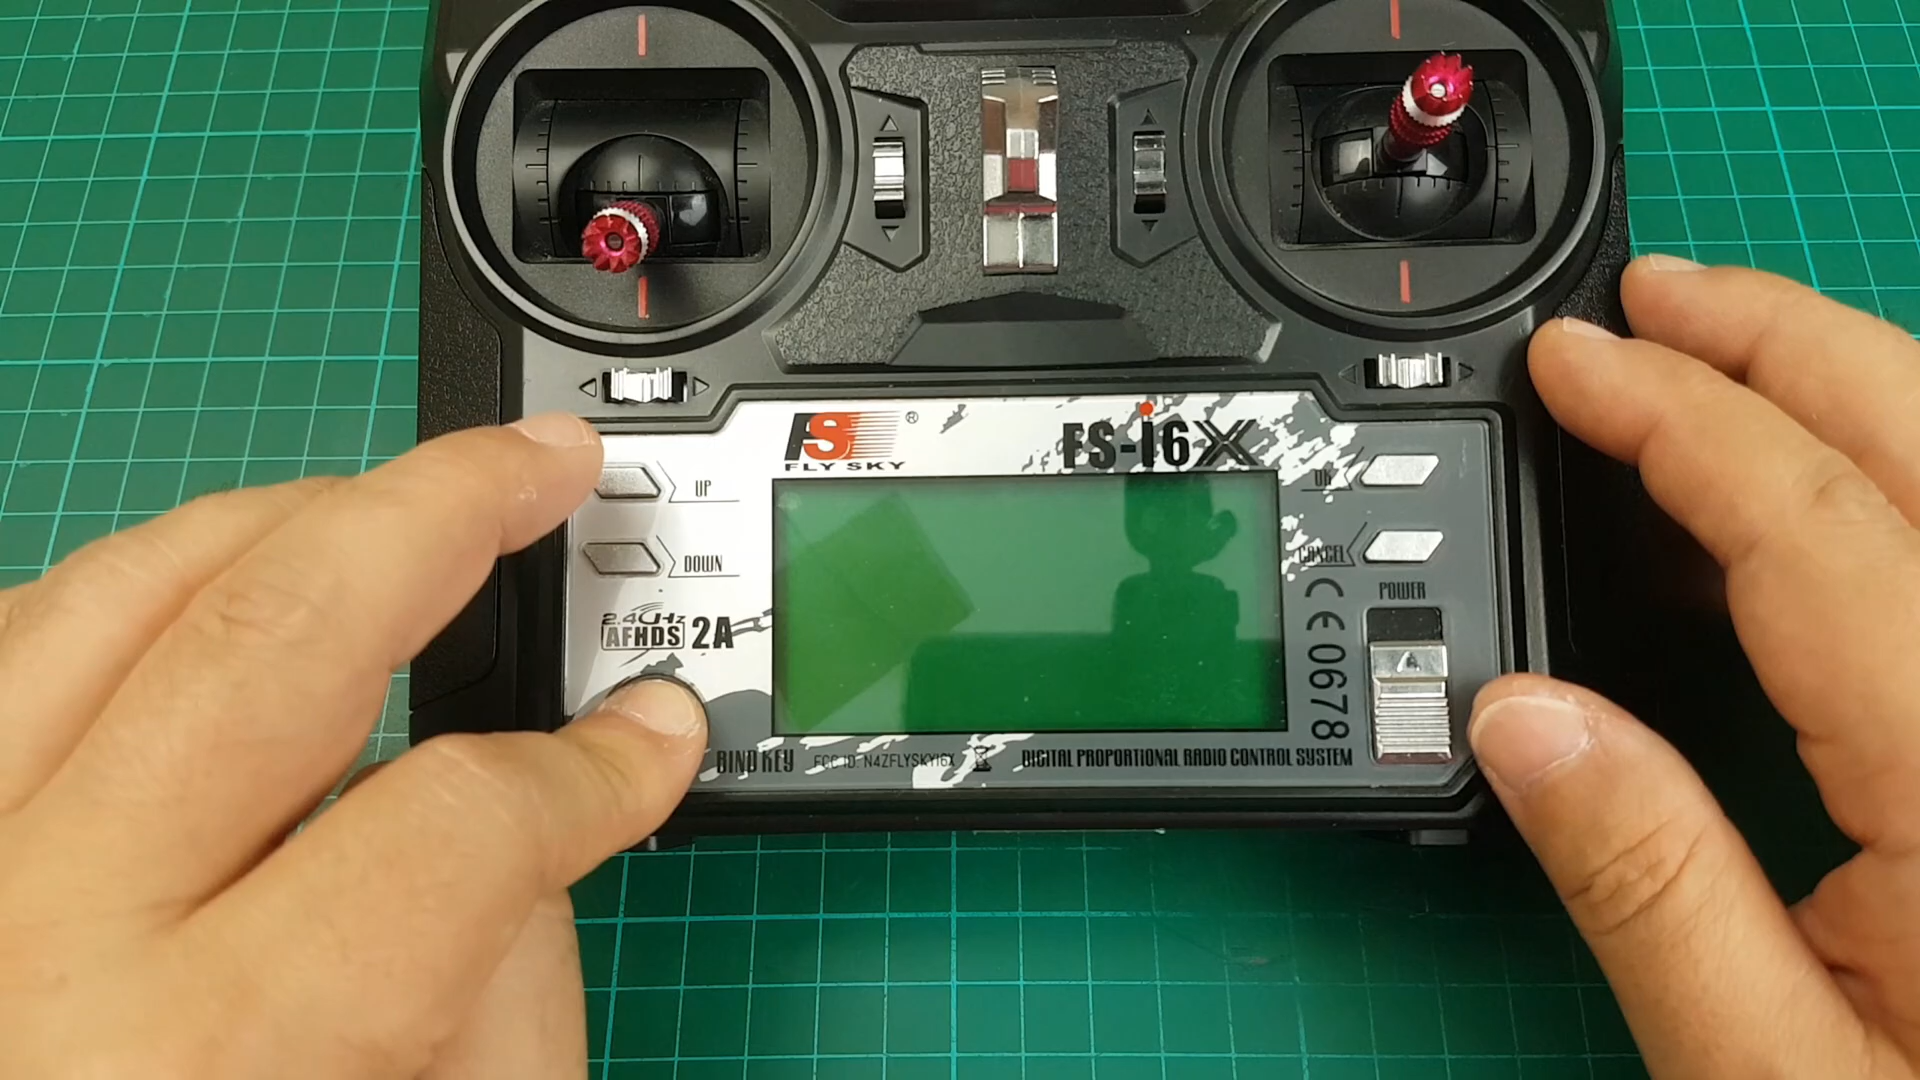 FS ®
FLY SKY
FS-i6X
UP
OK
DOWN
CANCEL
POWER
2.4GHz
AFHDS 2A
CE 0678
BIND KEY
FCC ID: N4ZFLYSKYI6X
DIGITAL PROPORTIONAL RADIO CONTROL SYSTEM